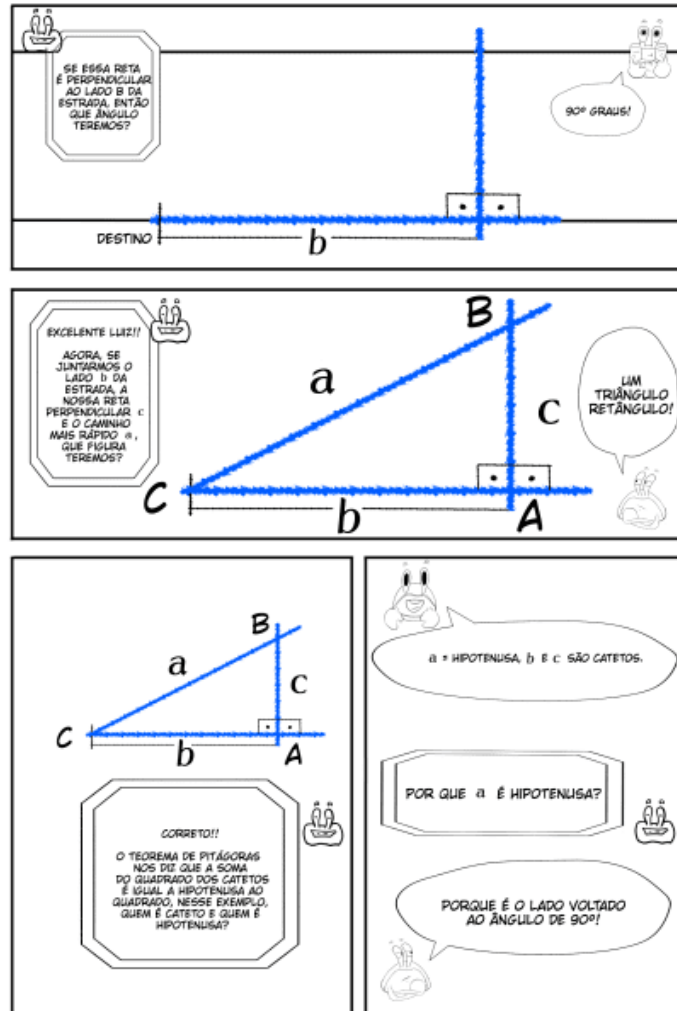 SE ESSA RETA
É PERPENDICULAR
AO LADO B DA
ESTRADA, ENTÃO
QUE ÂNGULO
TEREMOS?
90º GRAUS!
DESTINO
b
EXCELENTE LUIZ!!
AGORA, SE
JUNTARMOS O
LADO b DA
ESTRADA, A
NOSSA RETA
PERPENDICULAR c
E O CAMINHO
MAIS RÁPIDO a,
QUE FIGURA
TEREMOS?
B
a
c
C
b
A
UM
TRIÂNGULO
RETÂNGULO!
B
a
c
C
b
A
CORRETO!!
O TEOREMA DE PITÁGORAS
NOS DIZ QUE A SOMA
DO QUADRADO DOS CATETOS
É IGUAL A HIPOTENUSA AO
QUADRADO, NESSE EXEMPLO,
QUEM É CATETO E QUEM É
HIPOTENUSA?
a = HIPOTENUSA, b E c SÃO CATETOS.
POR QUE a É HIPOTENUSA?
PORQUE É O LADO VOLTADO
AO ÂNGULO DE 90º!